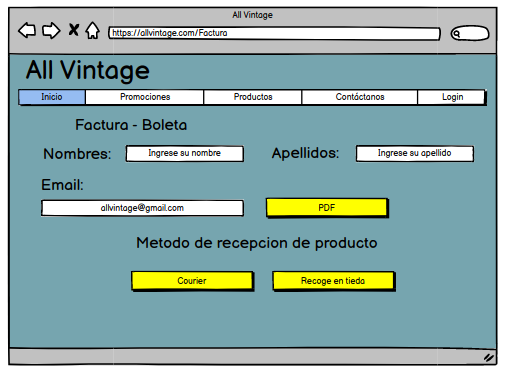 All Vintage
https://allvintage.com/Factura
All Vintage
Inicio Promociones Productos Contáctanos Login
Factura - Boleta
Nombres: Ingrese su nombre Apellidos: Ingrese su apellido
Email:
allvintage@gmail.com PDF
Metodo de recepcion de producto
Courier Recoge en tieda